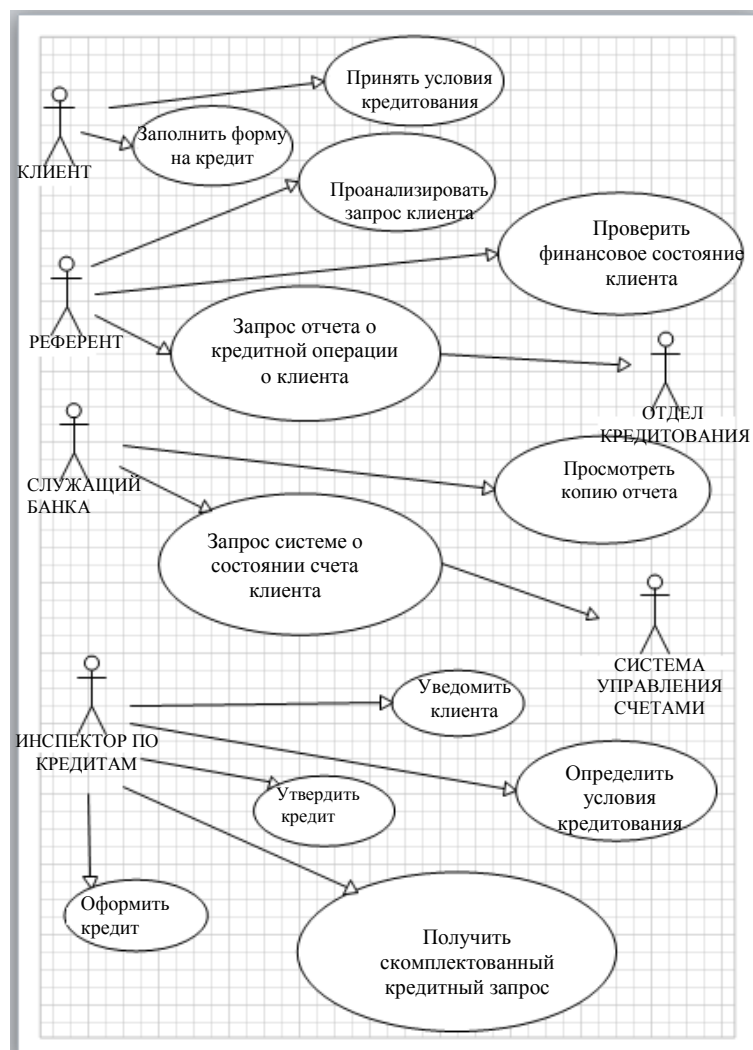 Принять условия
кредитования
Заполнить форму
на кредит
КЛИЕНТ
Проанализировать
запрос клиента
Проверить
финансовое состояние
клиента
РЕФЕРЕНТ
Запрос отчета о
кредитной операции
о клиента
ОТДЕЛ
КРЕДИТОВАНИЯ
СЛУЖАЩИЙ
БАНКА
Просмотреть
копию отчета
Запрос системе о
состоянии счета
клиента
СИСТЕМА
УПРАВЛЕНИЯ
СЧЕТАМИ
Уведомить
клиента
ИНСПЕКТОР ПО
КРЕДИТАМ
Определить
условия
кредитования
Утвердить
кредит
Оформить
кредит
Получить
скомплектованный
кредитный запрос